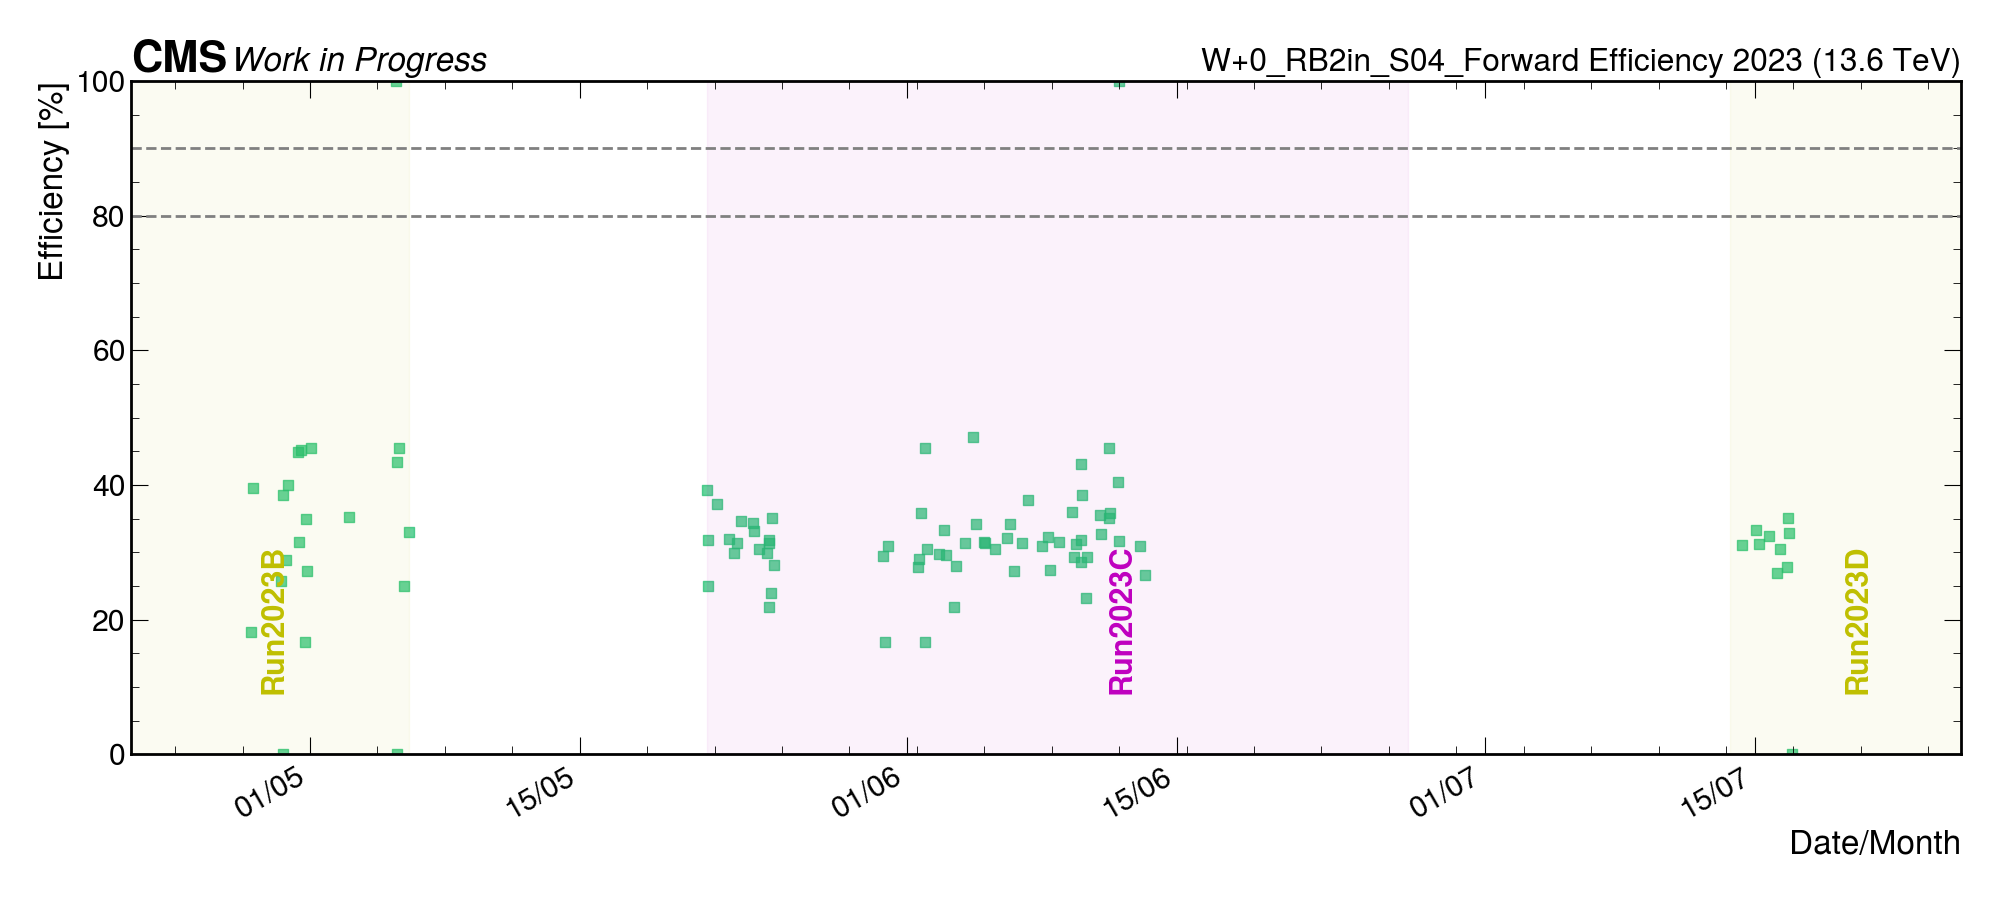 CMS Work in Progress
W+0_RB2in_S04_Forward Efficiency 2023 (13.6 TeV)
Efficiency [%]
100
80
60
40
20
0
Run2023B
Run2023C
Run2023D
01/05
15/05
01/06
15/06
01/07
15/07
Date/Month